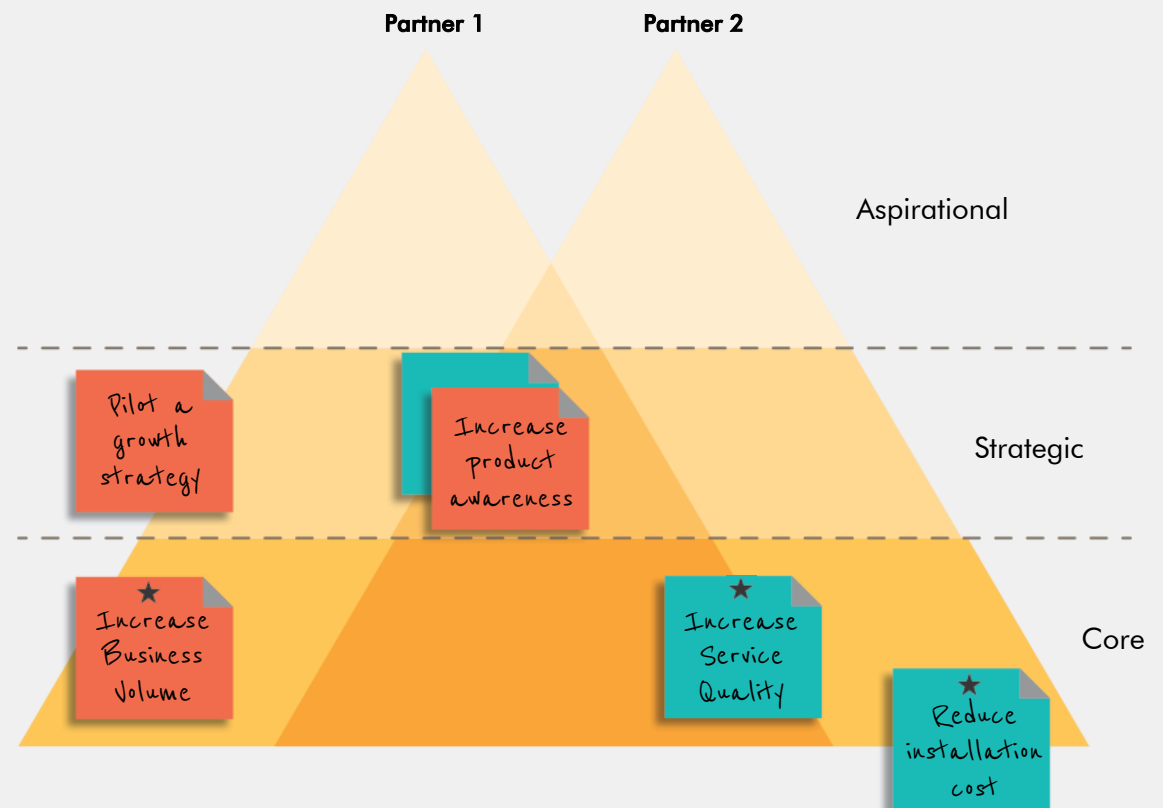 Partner 1
Partner 2
Aspirational
Pilot a
growth
strategy
Increase
product
awareness
Strategic
Increase
Business
Volume
Increase
Service
Quality
Core
Reduce
installation
cost